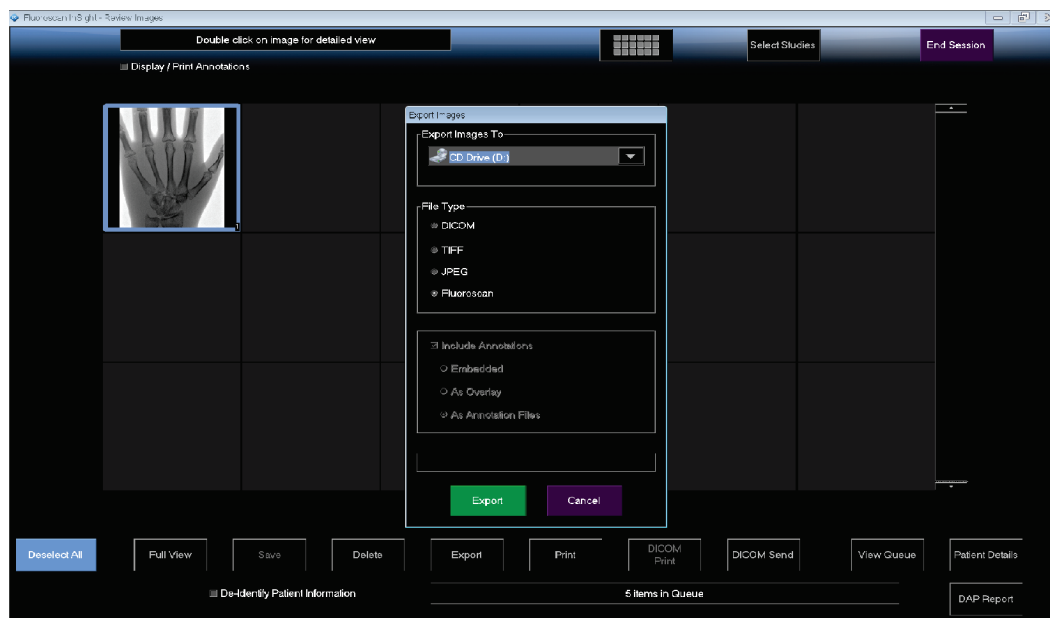 Fluoroscan InSight - Review Images
Double click on image for detailed view
Select Studies
End Session
Display / Print Annotations
1
Export Images
Export Images To
CD Drive (D:)
File Type
DICOM
TIFF
JPEG
Fluoroscan
Include Annotations
Embedded
As Overlay
As Annotation Files
Export
Cancel
Deselect All
Full View
Save
Delete
Export
Print
DICOM
Print
DICOM Send
View Queue
Patient Details
De-Identify Patient Information
5 items in Queue
DAP Report